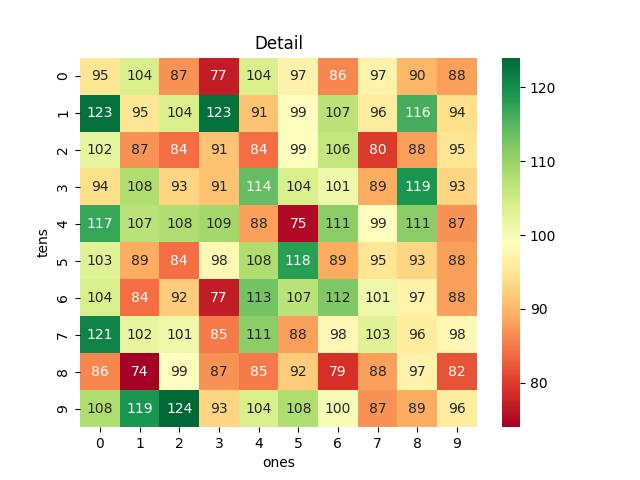 Detail
0 95 104 87 77 104 97 86 97 90 88
1 123 95 104 123 91 99 107 96 116 94
2 102 87 84 91 84 99 106 80 88 95
3 94 108 93 91 114 104 101 89 119 93
4 117 107 108 109 88 75 111 99 111 87
5 103 89 84 98 108 118 89 95 93 88
6 104 84 92 77 113 107 112 101 97 88
7 121 102 101 85 111 88 98 103 96 98
8 86 74 99 87 85 92 79 88 97 82
9 108 119 124 93 104 108 100 87 89 96
0 1 2 3 4 5 6 7 8 9
ones
tens
120
110
100
90
80